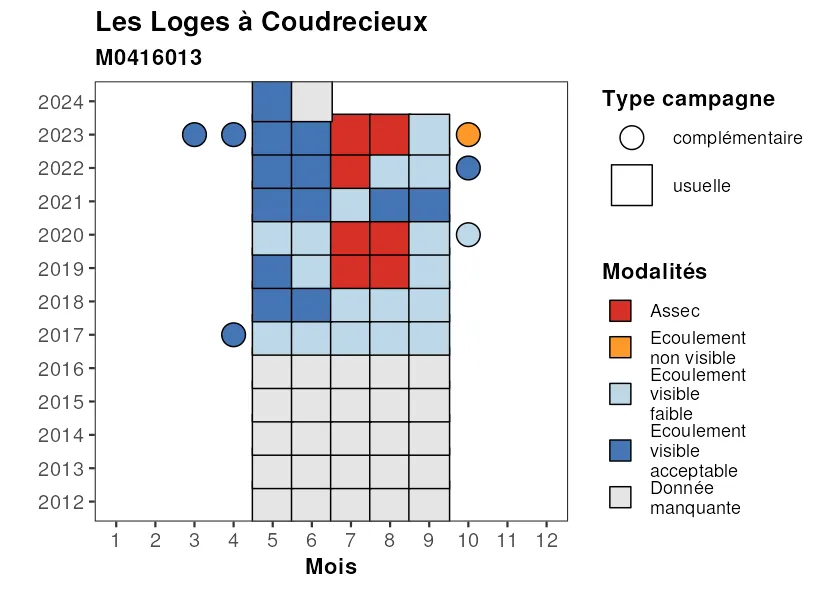 Les Loges à Coudrecieux
M0416013
2024
2023
2022
2021
2020
2019
2018
2017
2016
2015
2014
2013
2012
1 2 3 4 5 6 7 8 9 10 11 12
Mois
Type campagne
complémentaire
usuelle
Modalités
Assec
Ecoulement
non visible
Ecoulement
visible
faible
Ecoulement
visible
acceptable
Donnée
manquante